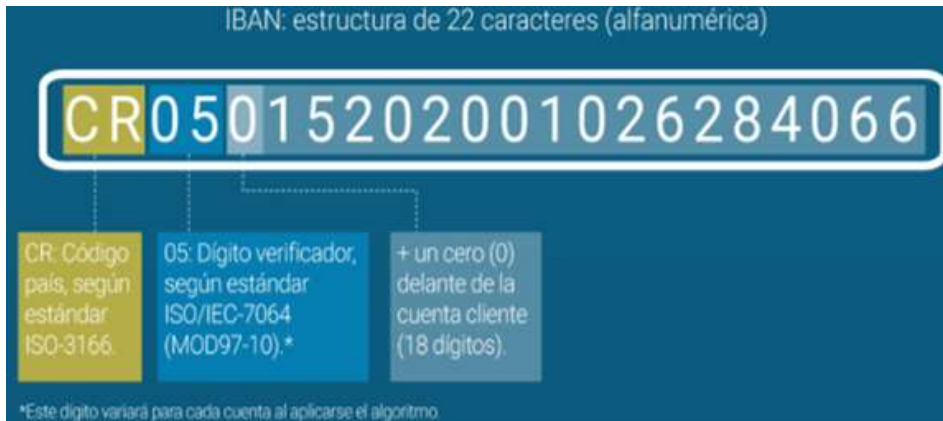 IBAN: estructura de 22 caracteres (alfanumérica)
CR05015202001026284066
CR: Código
país, según
estándar
ISO-3166.
05: Dígito verificador,
según estándar
ISO/IEC-7064
(MOD97-10).*
+ un cero (0)
delante de la
cuenta cliente
(18 dígitos).
*Este dígito variará para cada cuenta al aplicarse el algoritmo.